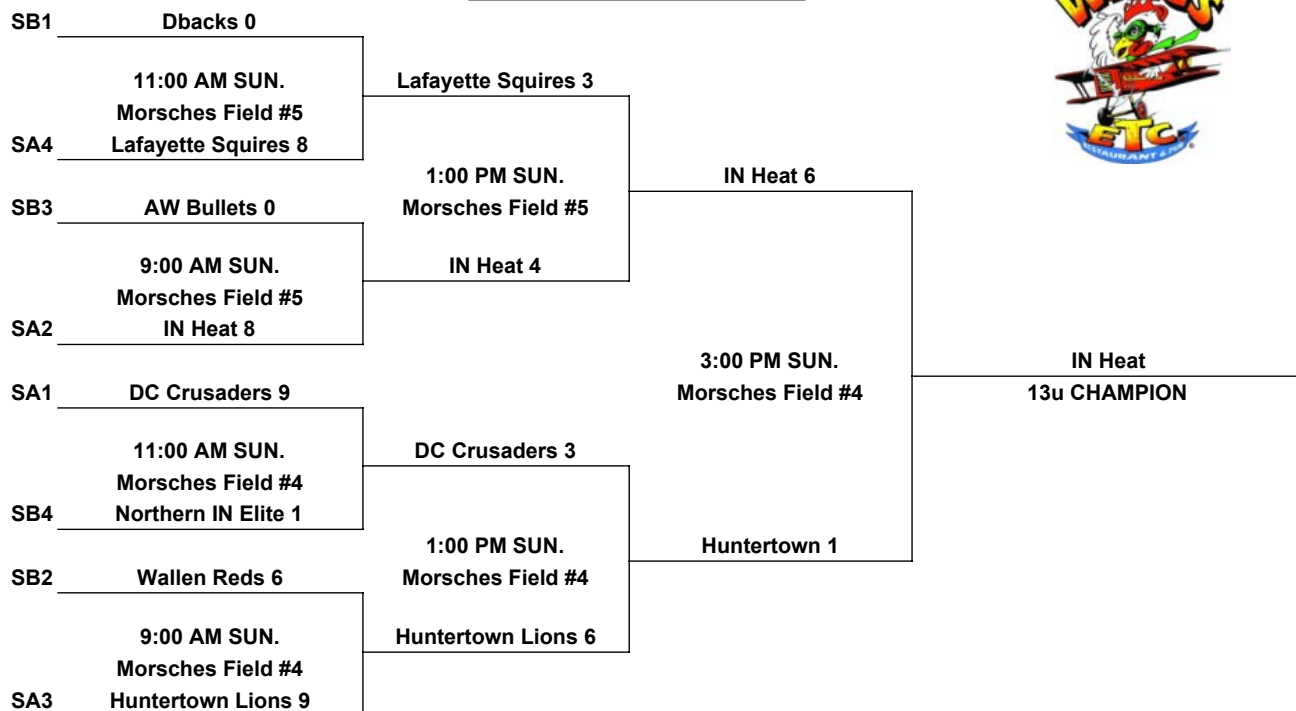 WINGS
ETC.
RESTAURANT & PUB
SB1 Dbacks 0
11:00 AM SUN.
Morsches Field #5
SA4 Lafayette Squires 8
SB3 AW Bullets 0
9:00 AM SUN.
Morsches Field #5
SA2 IN Heat 8
SA1 DC Crusaders 9
11:00 AM SUN.
Morsches Field #4
SB4 Northern IN Elite 1
SB2 Wallen Reds 6
9:00 AM SUN.
Morsches Field #4
SA3 Huntertown Lions 9
Lafayette Squires 3
1:00 PM SUN.
Morsches Field #5
IN Heat 4
DC Crusaders 3
1:00 PM SUN.
Morsches Field #4
Huntertown Lions 6
IN Heat 6
3:00 PM SUN.
Morsches Field #4
Huntertown 1
IN Heat
13u CHAMPION